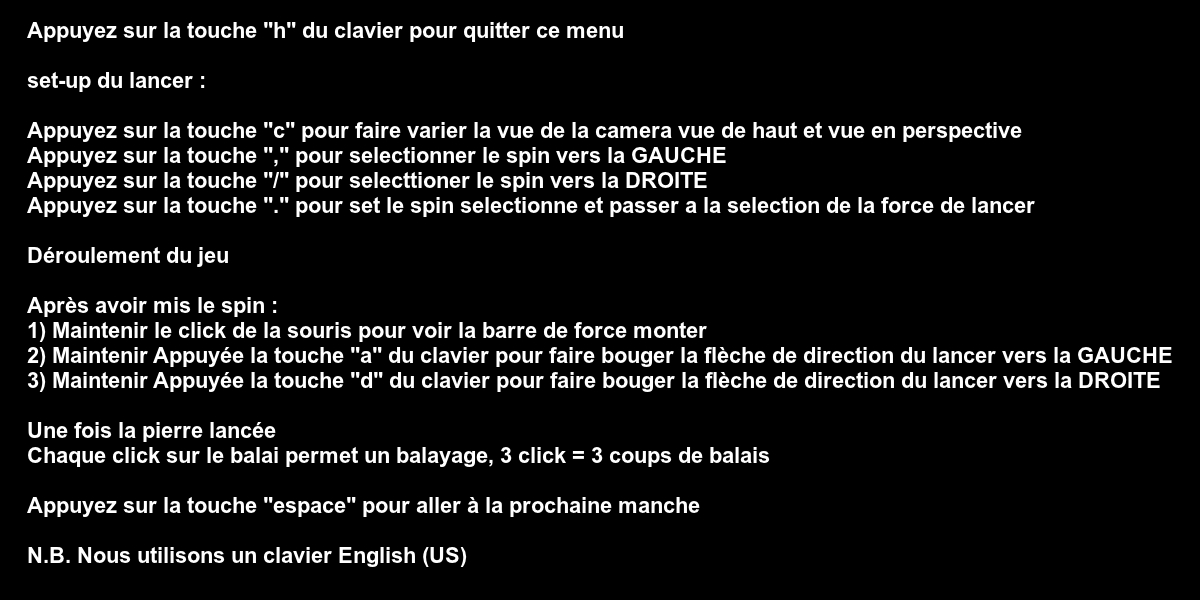 Appuyez sur la touche "h" du clavier pour quitter ce menu
set-up du lancer :
Appuyez sur la touche "c" pour faire varier la vue de la camera vue de haut et vue en perspective
Appuyez sur la touche "," pour selectionner le spin vers la GAUCHE
Appuyez sur la touche "/" pour selecttioner le spin vers la DROITE
Appuyez sur la touche "." pour set le spin selectionne et passer a la selection de la force de lancer
Déroulement du jeu
Après avoir mis le spin :
1) Maintenir le click de la souris pour voir la barre de force monter
2) Maintenir Appuyée la touche "a" du clavier pour faire bouger la flèche de direction du lancer vers la GAUCHE
3) Maintenir Appuyée la touche "d" du clavier pour faire bouger la flèche de direction du lancer vers la DROITE
Une fois la pierre lancée
Chaque click sur le balai permet un balayage, 3 click = 3 coups de balais
Appuyez sur la touche "espace" pour aller à la prochaine manche
N.B. Nous utilisons un clavier English (US)